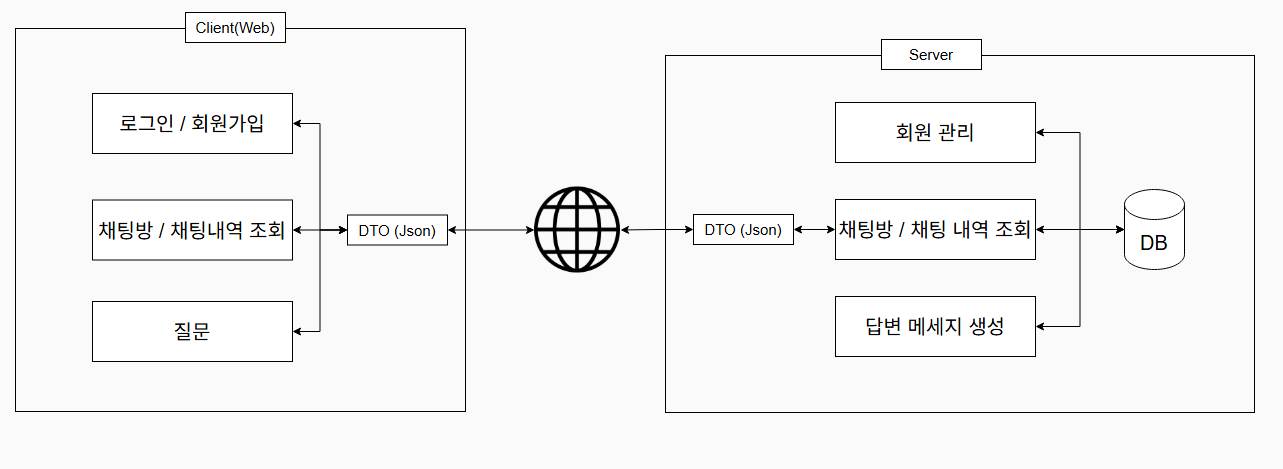 Client(Web)
로그인 / 회원가입
채팅방 / 채팅내역 조회
질문
DTO (Json)
Server
DTO (Json)
회원 관리
채팅방 / 채팅 내역 조회
답변 메세지 생성
DB